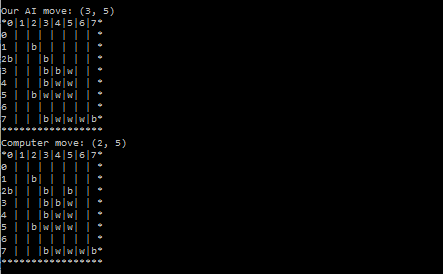 Our AI move: (3, 5)
*0|1|2|3|4|5|6|7*
0 | | | | | | | *
1 | |b| | | | | *
2b| | |b| | | | *
3 | | |b|b|w| | *
4 | | |b|w|w| | *
5 | |b|w|w|w| | *
6 | | | | | | | *
7 | | |b|w|w|w|b*
*****************
Computer move: (2, 5)
*0|1|2|3|4|5|6|7*
0 | | | | | | | *
1 | |b| | | | | *
2b| | |b| |b| | *
3 | | |b|b|w| | *
4 | | |b|w|w| | *
5 | |b|w|w|w| | *
6 | | | | | | | *
7 | | |b|w|w|w|b*
*****************